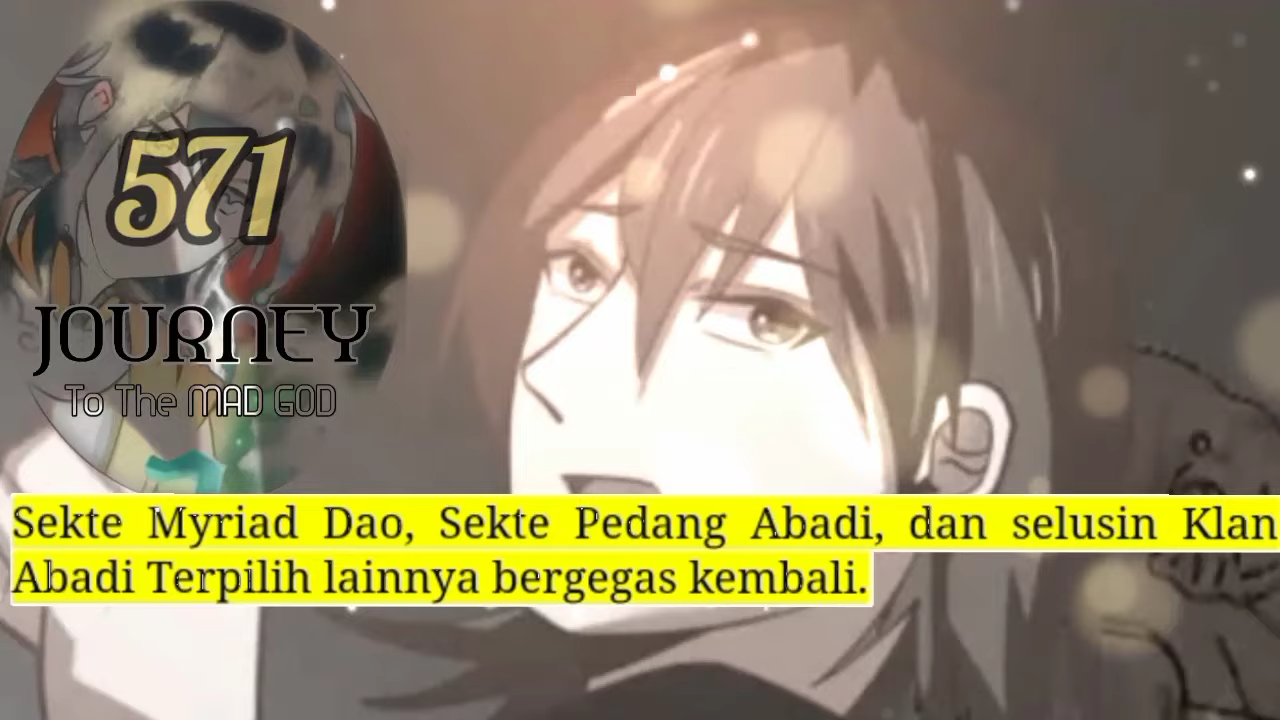 571
JOURNEY
To The MAD GOD
Sekte Myriad Dao, Sekte Pedang Abadi, dan selusin Klan
Abadi Terpilih lainnya bergegas kembali.